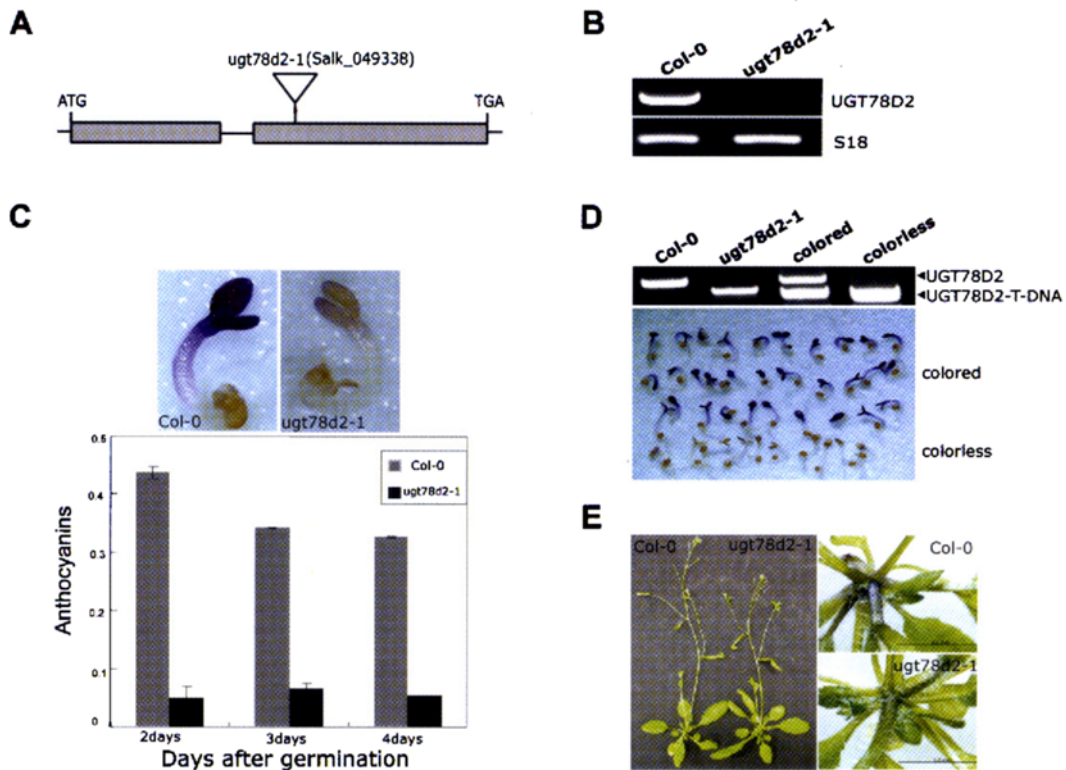 A
ugt78d2-1(Salk_049338)
ATG
TGA
B
Col-0
ugt78d2-1
UGT78D2
S18
C
Col-0
ugt78d2-1
Anthocyanins
0.5
0.4
0.3
0.2
0.1
0
Col-0
ugt78d2-1
2days
3days
4days
Days after germination
D
Col-0
ugt78d2-1
colored
colorless
UGT78D2
UGT78D2-T-DNA
colored
colorless
E
Col-0
ugt78d2-1
Col-0
ugt78d2-1